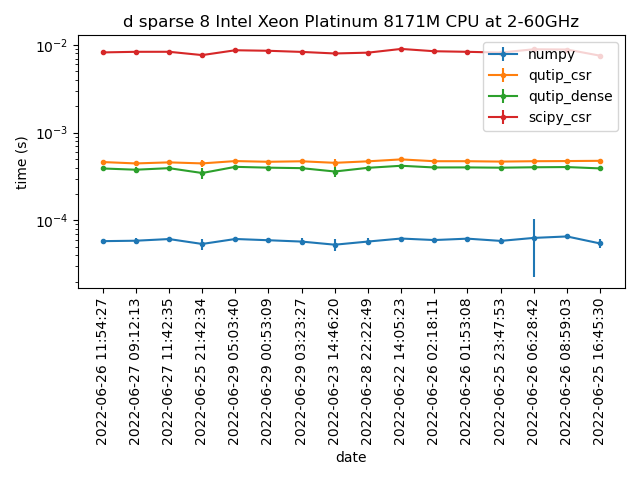 d sparse 8 Intel Xeon Platinum 8171M CPU at 2-60GHz
time (s)
10⁻²
10⁻³
10⁻⁴
numpy
qutip_csr
qutip_dense
scipy_csr
2022-06-26 11:54:27
2022-06-27 09:12:13
2022-06-27 11:42:35
2022-06-25 21:42:34
2022-06-29 05:03:40
2022-06-29 00:53:09
2022-06-29 03:23:27
2022-06-23 14:46:20
2022-06-28 22:22:49
2022-06-22 14:05:23
2022-06-26 02:18:11
2022-06-26 01:53:08
2022-06-25 23:47:53
2022-06-26 06:28:42
2022-06-26 08:59:03
2022-06-25 16:45:30
date